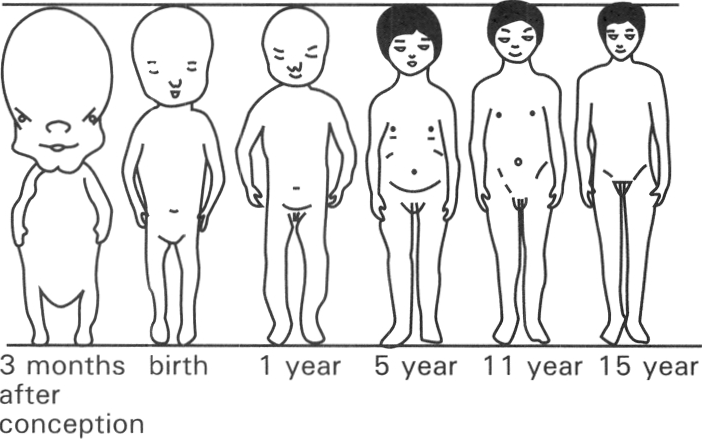 3 months birth 1 year 5 year 11 year 15 year
after
conception